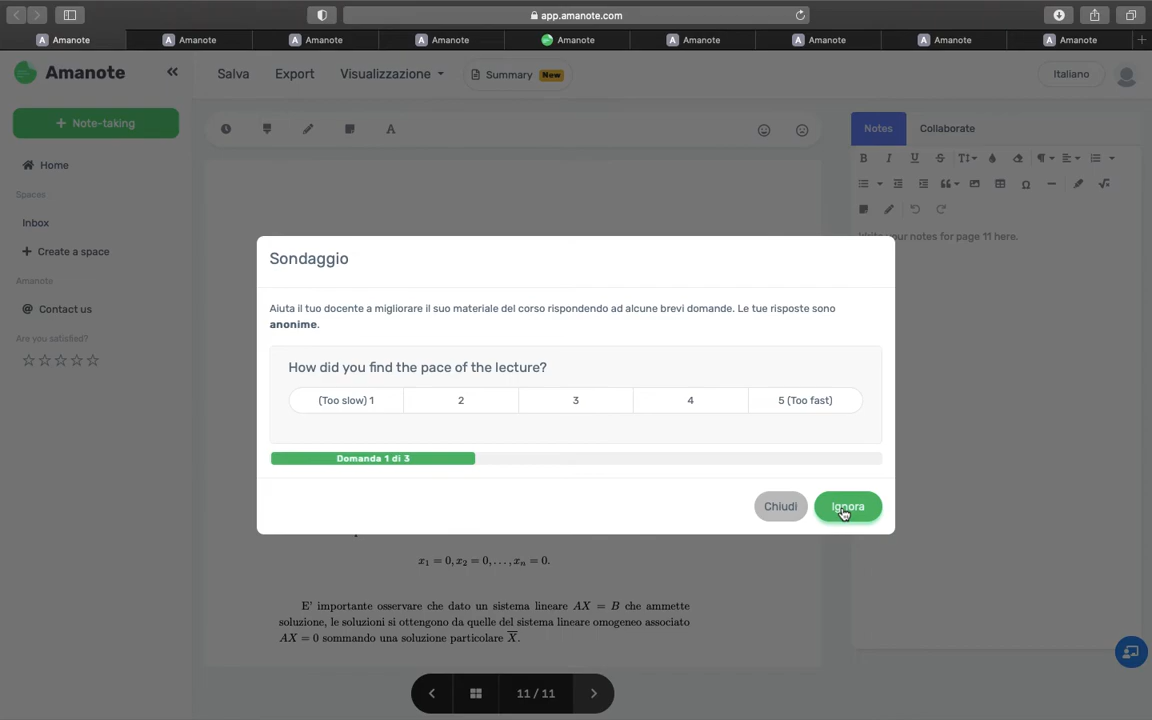 app.amanote.com
Amanote
Amanote
Amanote
Amanote
Amanote
Amanote
Amanote
Amanote
Amanote
Amanote
Salva
Export
Visualizzazione
Summary New
Italiano
+ Note-taking
Home
Spaces
Inbox
+ Create a space
Amanote
@ Contact us
Are you satisfied?
Notes
Collaborate
your notes for page 11 here.
Sondaggio
Aiuta il tuo docente a migliorare il suo materiale del corso rispondendo ad alcune brevi domande. Le tue risposte sono
anonime.
How did you find the pace of the lecture?
(Too slow) 1
2
3
4
5 (Too fast)
Domanda 1 di 3
Chiudi
Ignora
x₁ = 0, x₂ = 0, . . . , xₙ = 0.
E' importante osservare che dato un sistema lineare AX = B che ammette
soluzione, le soluzioni si ottengono da quelle del sistema lineare omogeneo associato
AX = 0 sommando una soluzione particolare X̅.
11 / 11